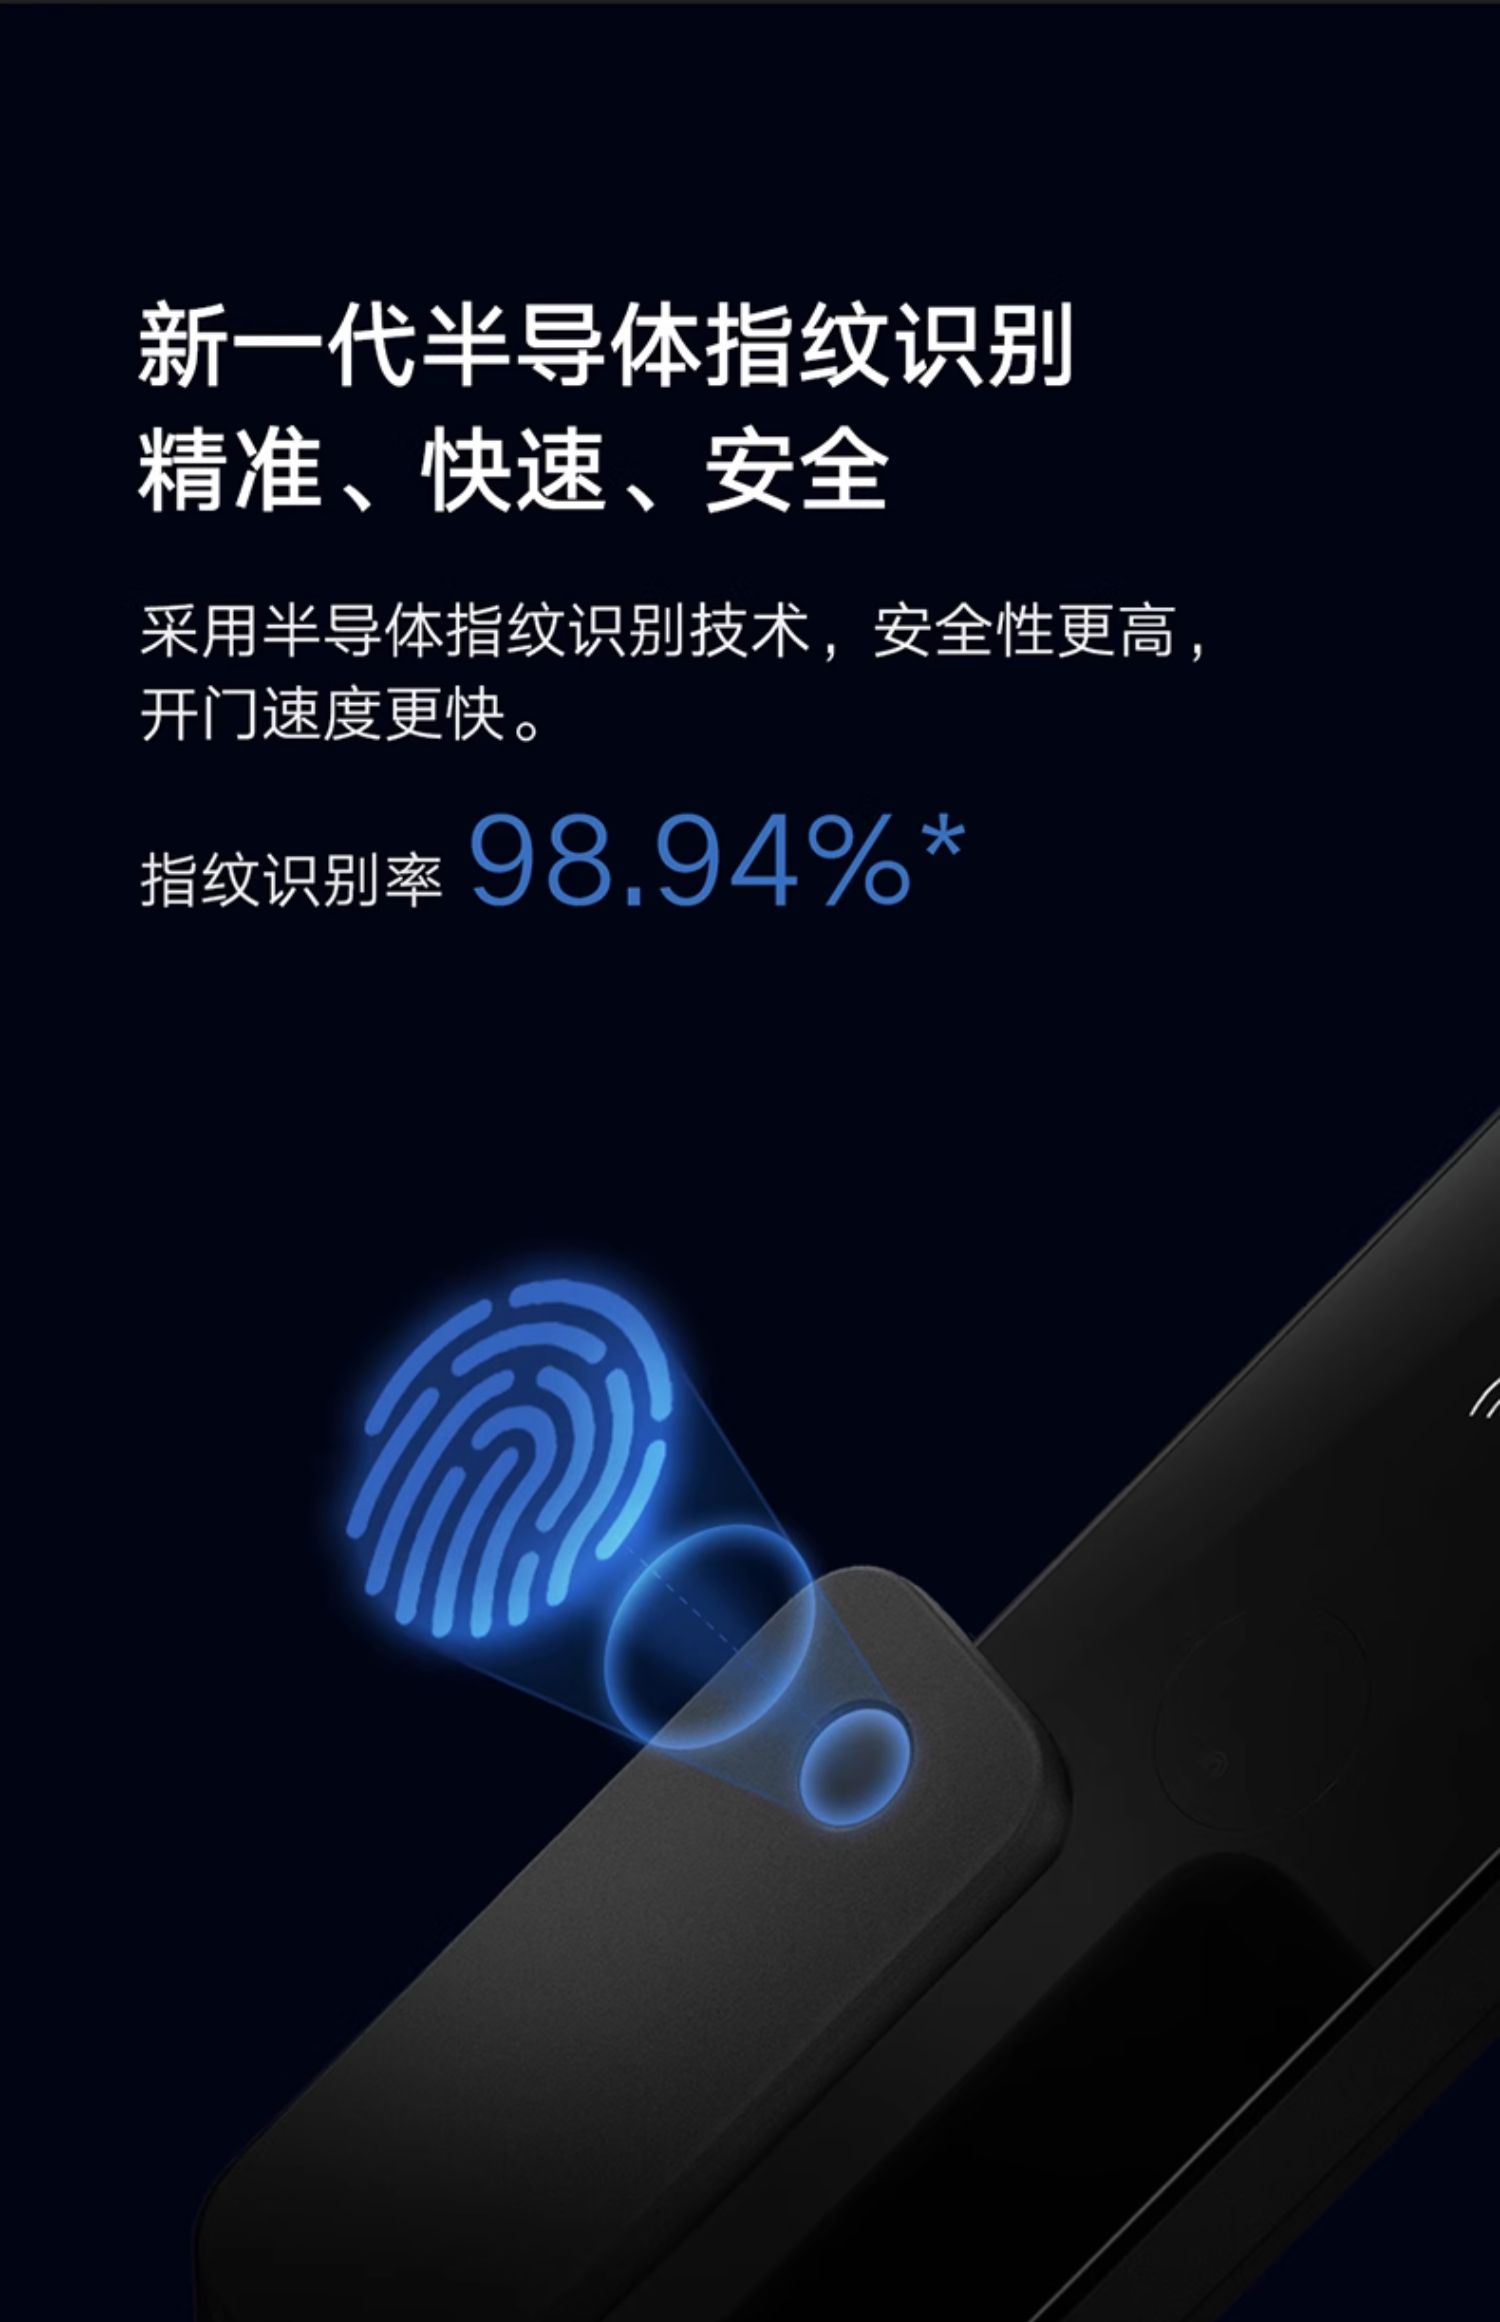 新一代半导体指纹识别
精准、快速、安全
采用半导体指纹识别技术，安全性更高，
开门速度更快。
指纹识别率 98.94%*